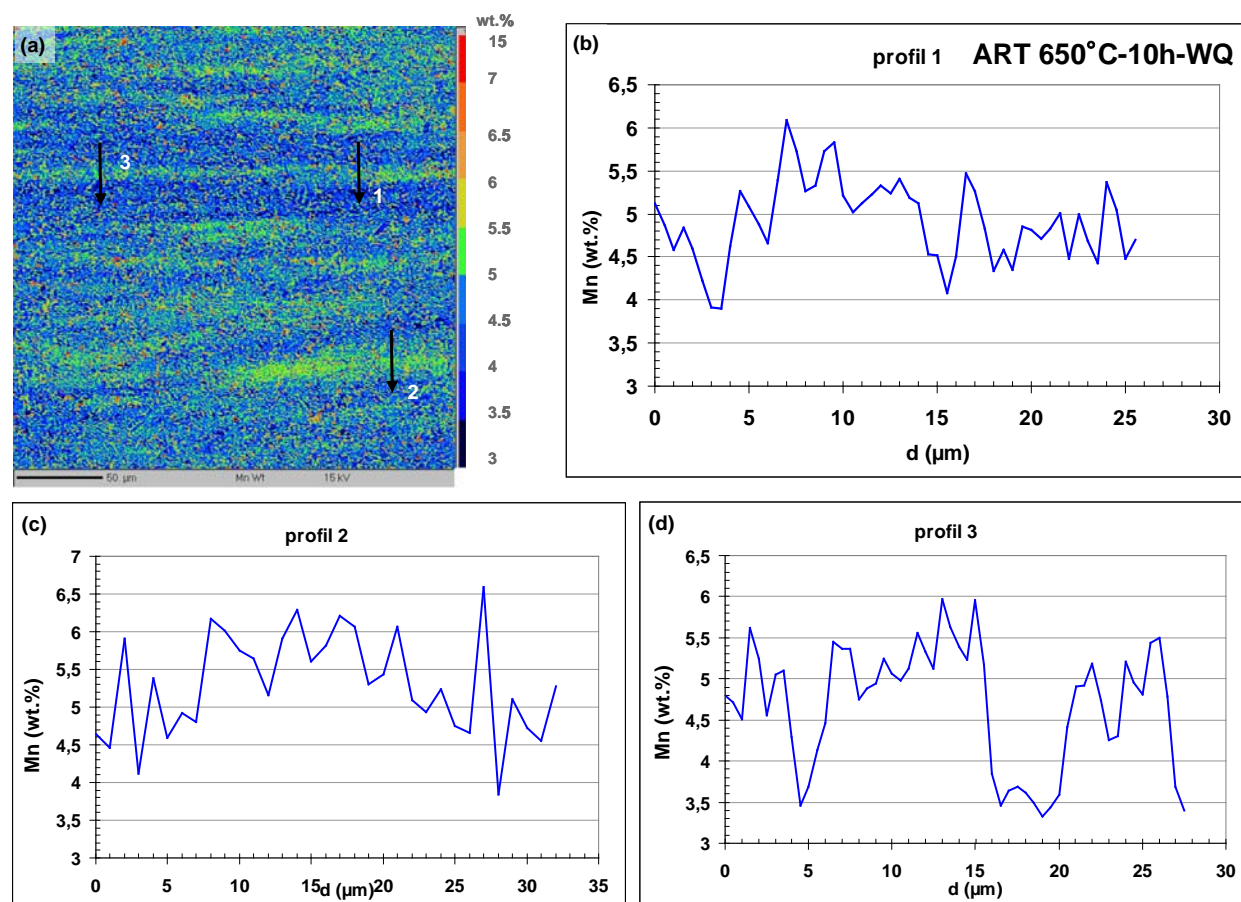 (a)
wt.%
15
7
6.5
6
5.5
5
4.5
4
3.5
3
3
1
2
50. µm Mn Wt 15 kV
(b)
profil 1 ART 650°C-10h-WQ
Mn (wt.%)
6,5
6
5,5
5
4,5
4
3,5
3
0 5 10 15 20 25 30
d (µm)
(c)
profil 2
Mn (wt.%)
7
6,5
6
5,5
5
4,5
4
3,5
3
0 5 10 15 20 25 30 35
d (µm)
(d)
profil 3
Mn (wt.%)
6,5
6
5,5
5
4,5
4
3,5
3
0 5 10 15 20 25 30
d (µm)